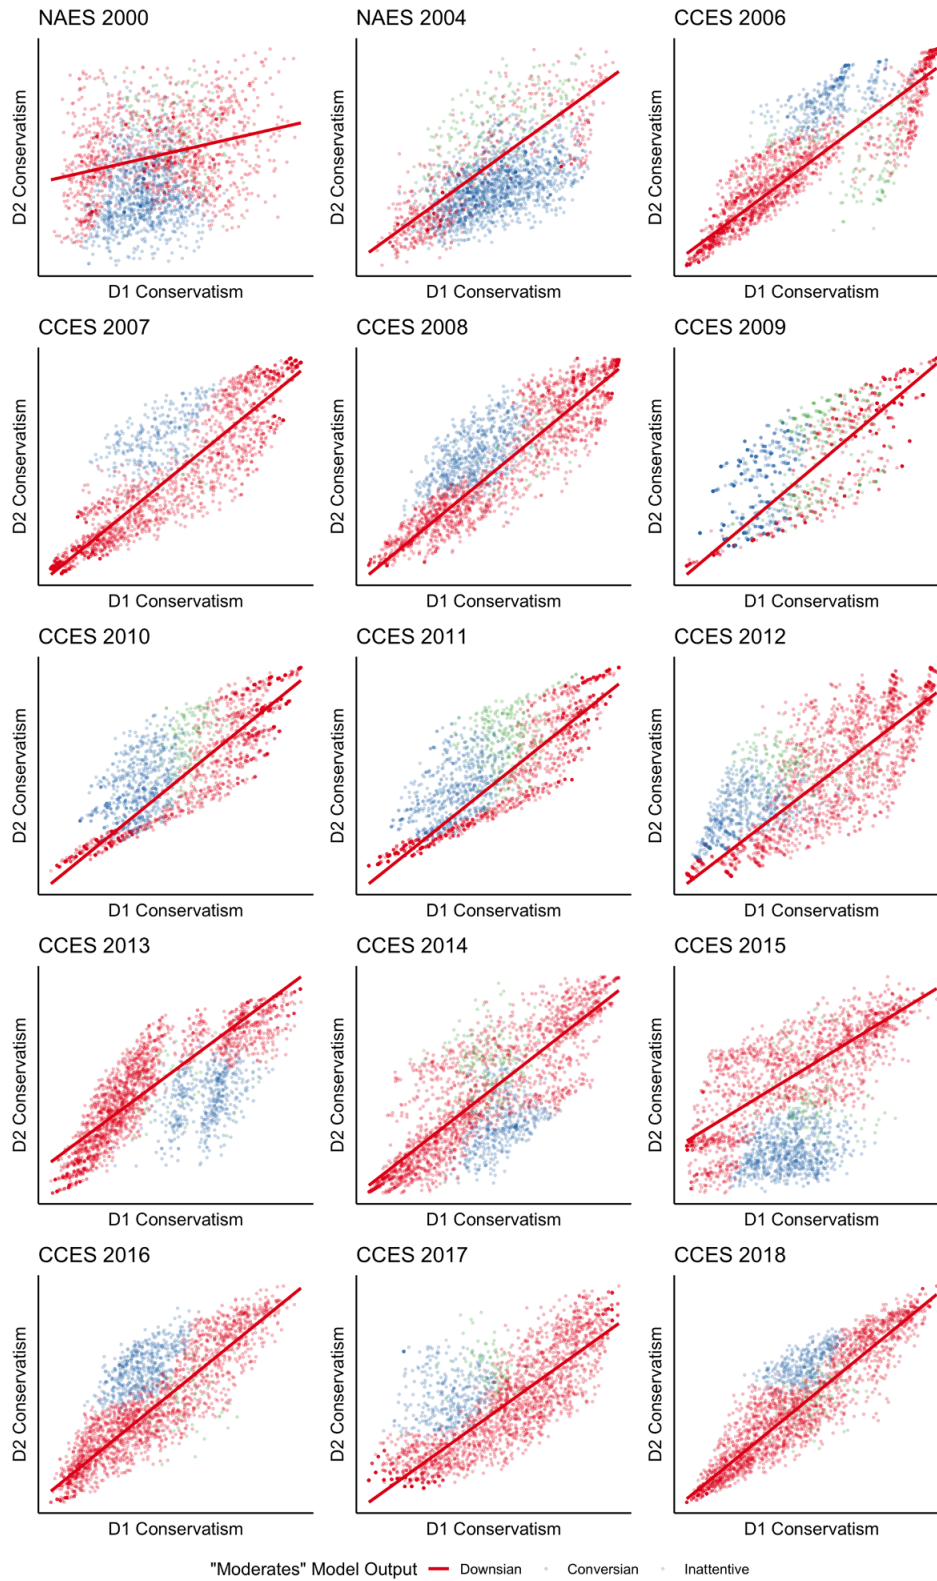 NAES 2000
NAES 2004
CCES 2006
D2 Conservatism
D2 Conservatism
D2 Conservatism
D1 Conservatism
D1 Conservatism
D1 Conservatism
CCES 2007
CCES 2008
CCES 2009
D2 Conservatism
D2 Conservatism
D2 Conservatism
D1 Conservatism
D1 Conservatism
D1 Conservatism
CCES 2010
CCES 2011
CCES 2012
D2 Conservatism
D2 Conservatism
D2 Conservatism
D1 Conservatism
D1 Conservatism
D1 Conservatism
CCES 2013
CCES 2014
CCES 2015
D2 Conservatism
D2 Conservatism
D2 Conservatism
D1 Conservatism
D1 Conservatism
D1 Conservatism
CCES 2016
CCES 2017
CCES 2018
D2 Conservatism
D2 Conservatism
D2 Conservatism
D1 Conservatism
D1 Conservatism
D1 Conservatism
"Moderates" Model Output Downsian Conversian Inattentive